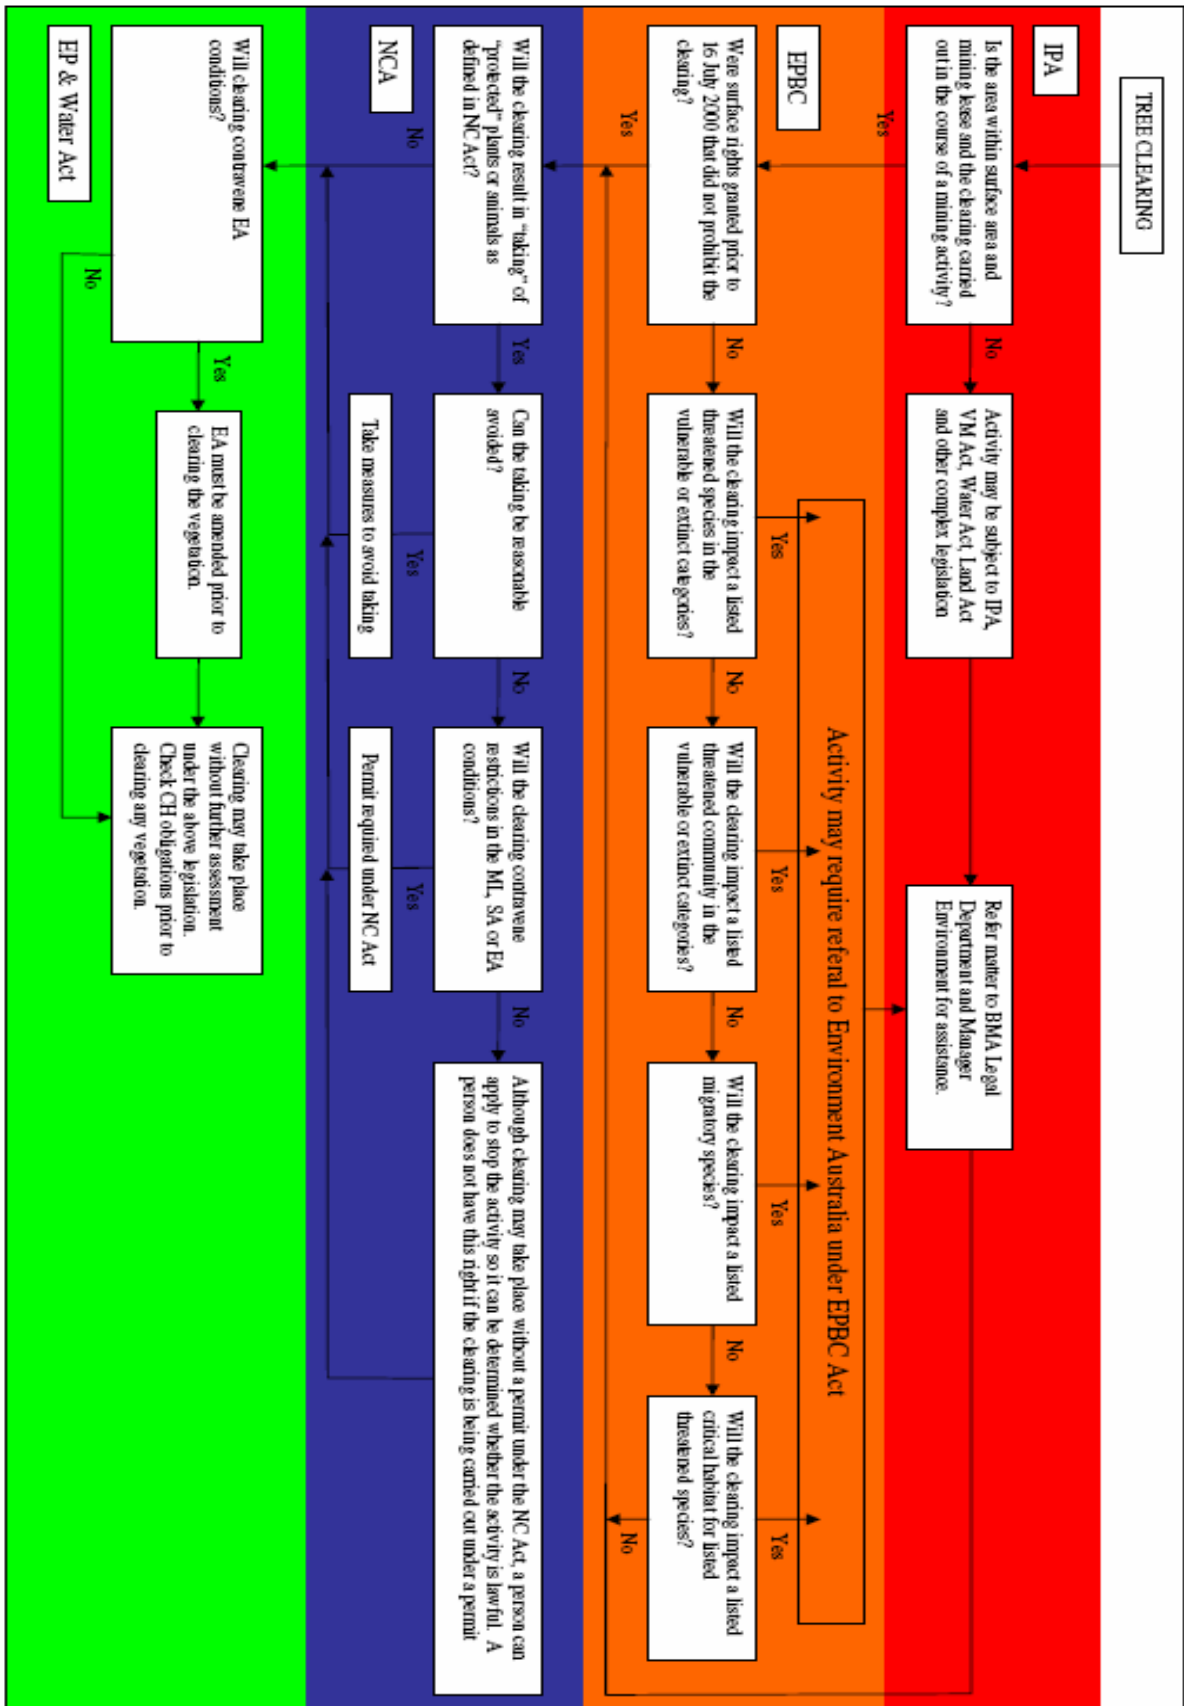 TREE CLEARING
IPA
Is the area within surface area and
mining lease and the clearing carried
out in the course of a mining activity?
No
Activity may be subject to IPA,
VM Act, Water Act, Land Act
and other complex legislation
Refer matter to BMA Legal
Department and Manager
Environment for assistance.
Yes
EPBC
Activity may require referal to Environment Australia under EPBC Act
Were surface rights granted prior to
16 July 2000 that did not prohibit the
clearing?
No
Will the clearing impact a listed
threatened species in the
vulnerable or extinct categories?
Yes
No
Will the clearing impact a listed
threatened community in the
vulnerable or extinct categories?
Yes
No
Will the clearing impact a listed
migratory species?
Yes
No
Will the clearing impact a listed
critical habitat for listed
threatened species?
Yes
No
Yes
NCA
Will the clearing result in "taking" of
"protected" plants or animals as
defined in NC Act?
Yes
Can the taking be reasonable
avoided?
No
Will the clearing contravene
restrictions in the ML, SA or EA
conditions?
No
Although clearing may take place without a permit under the NC Act, a person can
apply to stop the activity so it can be determined whether the activity is lawful. A
person does not have this right if the clearing is being carried out under a permit
No
Yes
Yes
Take measures to avoid taking
Permit required under NC Act
Will clearing contravene EA
conditions?
Yes
EA must be amended prior to
clearing the vegetation.
Clearing may take place
without further assessment
under the above legislation.
Check CH obligations prior to
clearing any vegetation.
No
EP & Water Act